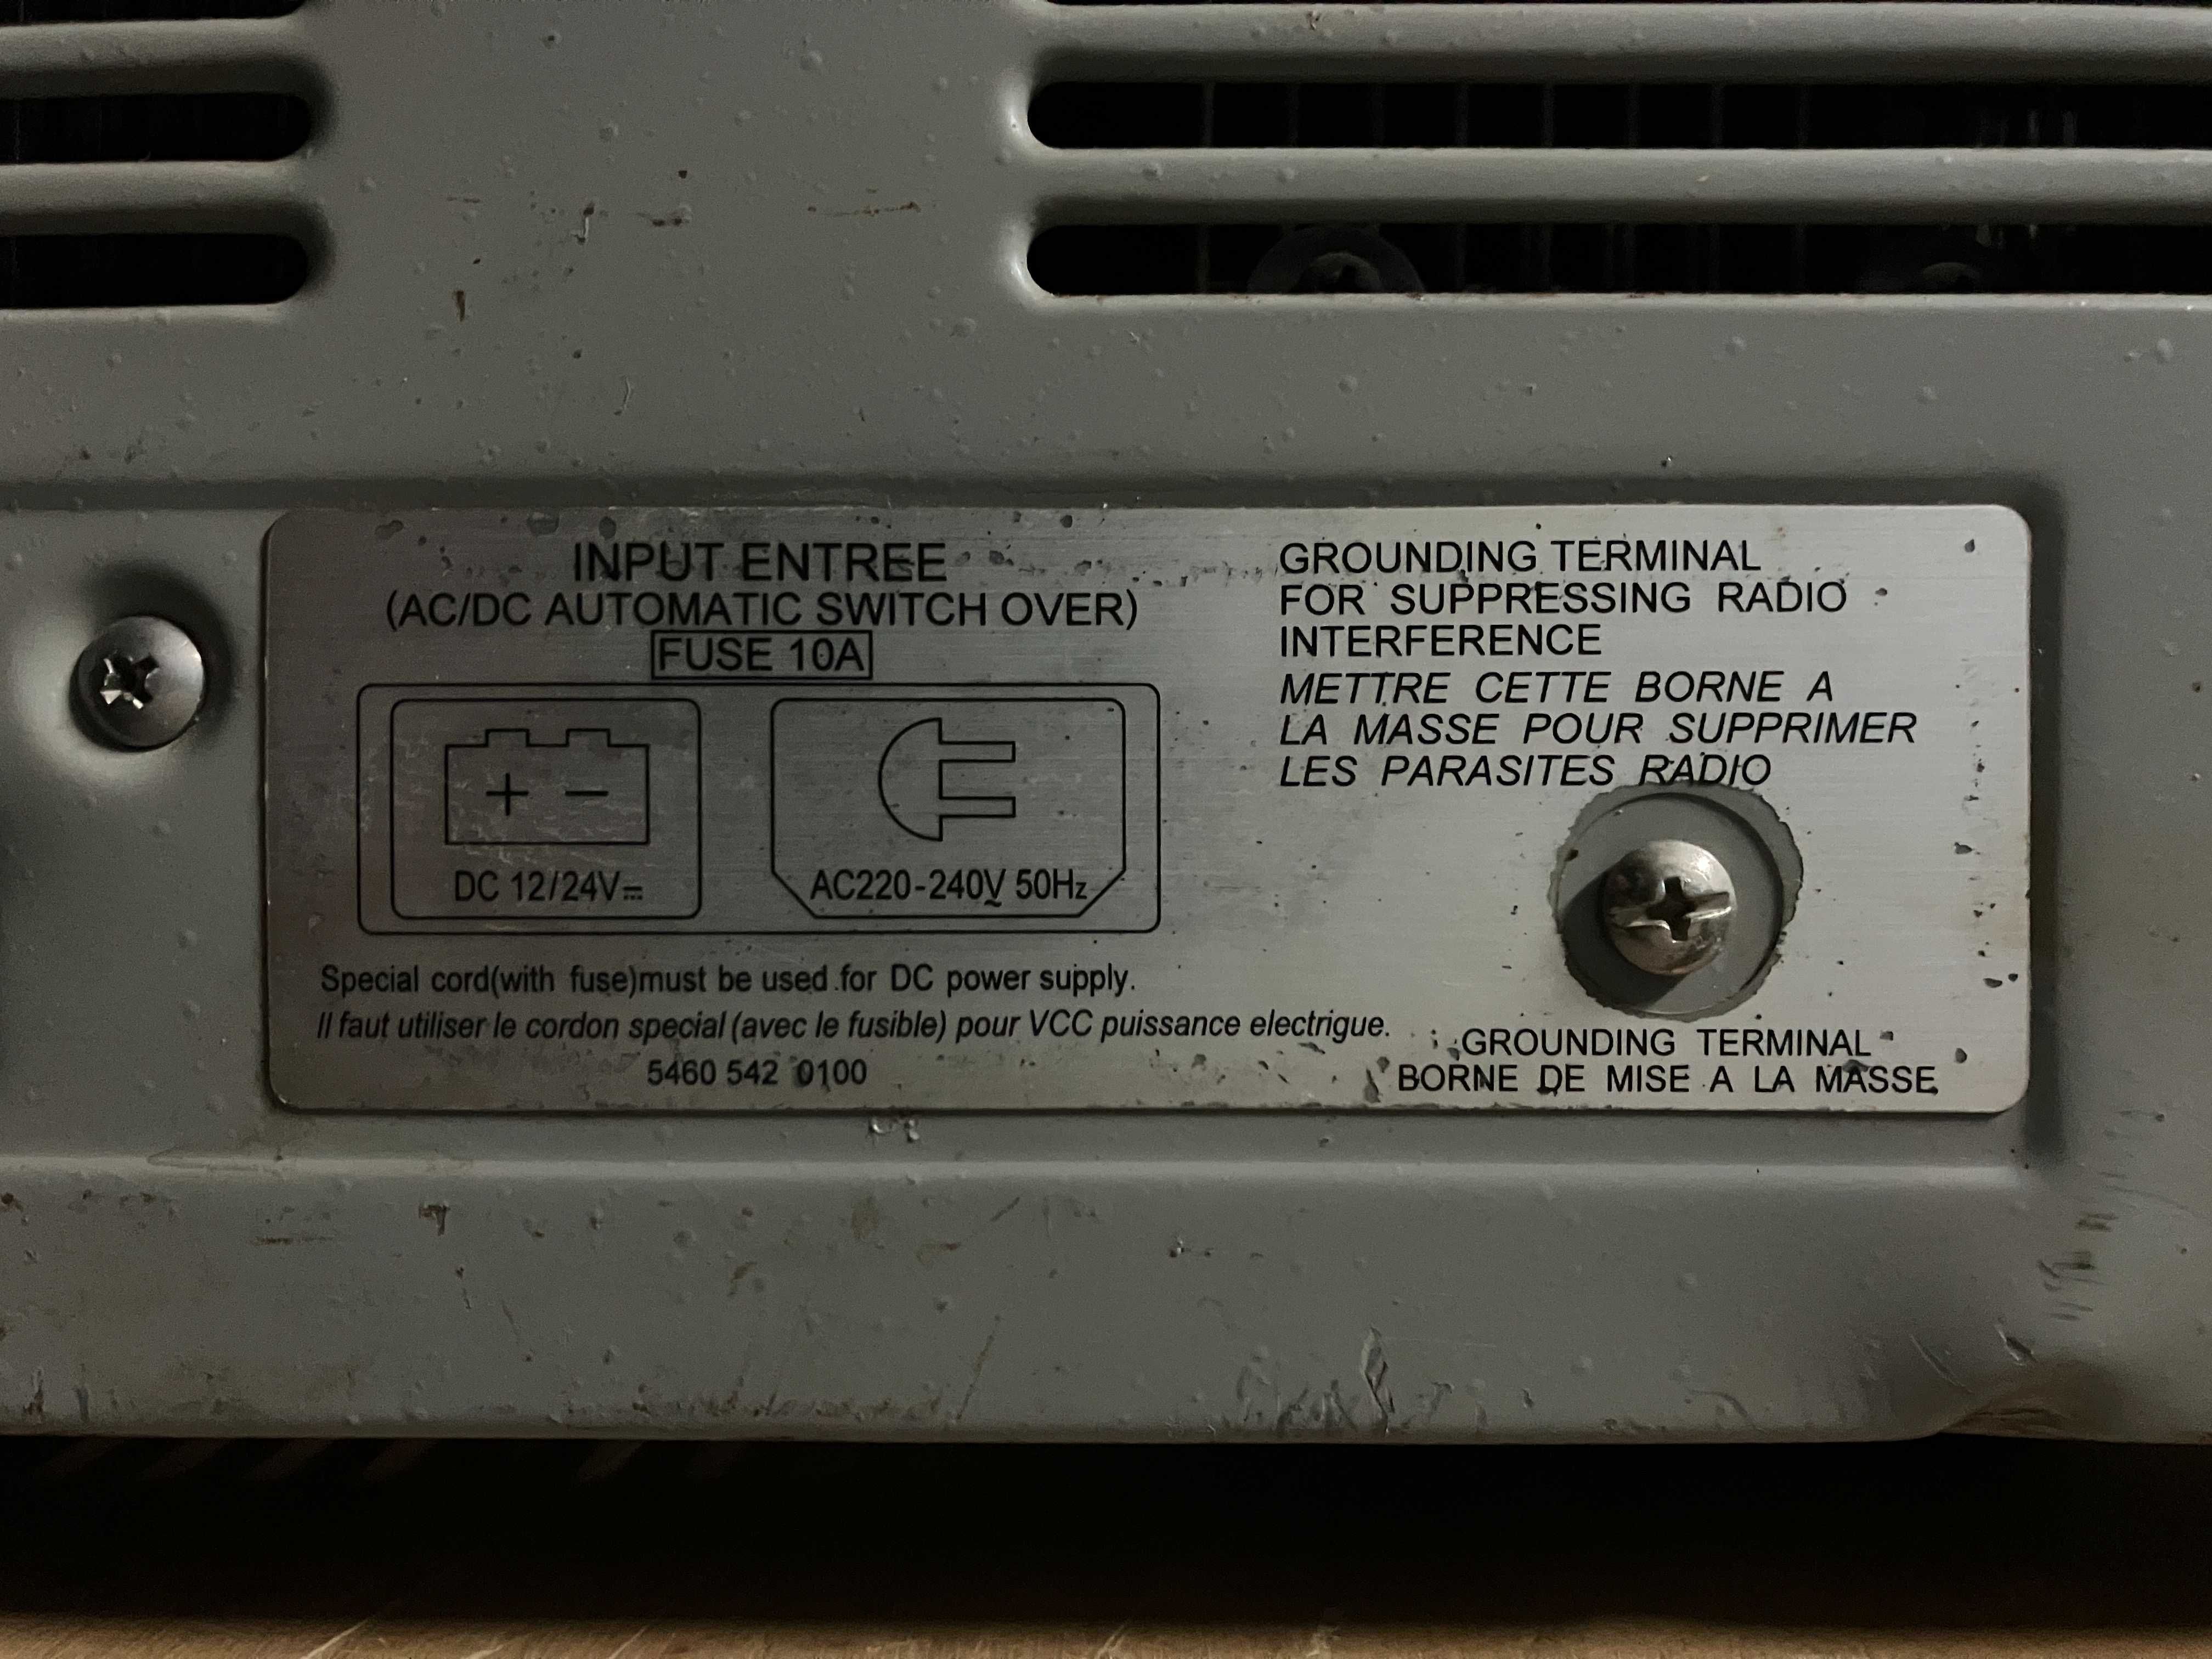 INPUT ENTREE
(AC/DC AUTOMATIC SWITCH OVER)
FUSE 10A
+ −
DC 12/24V⎓
AC220-240V~ 50Hz
Special cord(with fuse)must be used for DC power supply.
Il faut utiliser le cordon special (avec le fusible) pour VCC puissance electrigue.
5460 542 0100
GROUNDING TERMINAL
FOR SUPPRESSING RADIO
INTERFERENCE
METTRE CETTE BORNE A
LA MASSE POUR SUPPRIMER
LES PARASITES RADIO
GROUNDING TERMINAL
BORNE DE MISE A LA MASSE